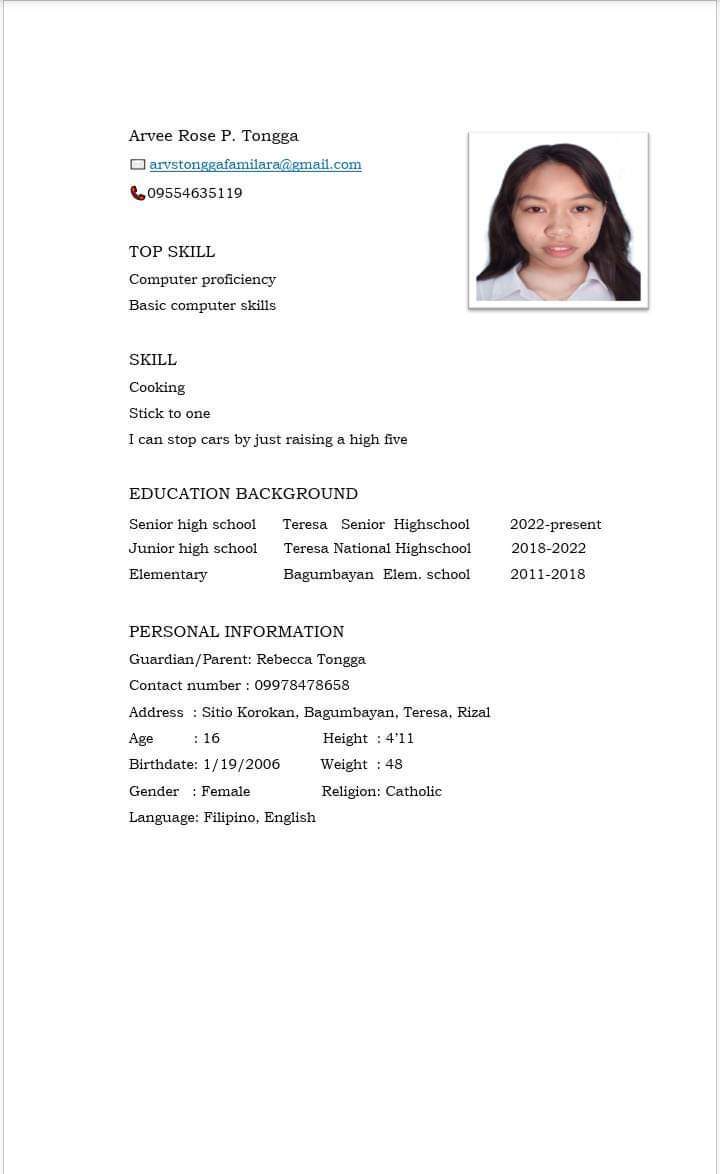 Arvee Rose P. Tongga
arvstonggafamilara@gmail.com
09554635119
TOP SKILL
Computer proficiency
Basic computer skills
SKILL
Cooking
Stick to one
I can stop cars by just raising a high five
EDUCATION BACKGROUND
Senior high school Teresa Senior Highschool 2022-present
Junior high school Teresa National Highschool 2018-2022
Elementary Bagumbayan Elem. school 2011-2018
PERSONAL INFORMATION
Guardian/Parent: Rebecca Tongga
Contact number : 09978478658
Address : Sitio Korokan, Bagumbayan, Teresa, Rizal
Age : 16 Height : 4'11
Birthdate: 1/19/2006 Weight : 48
Gender : Female Religion: Catholic
Language: Filipino, English